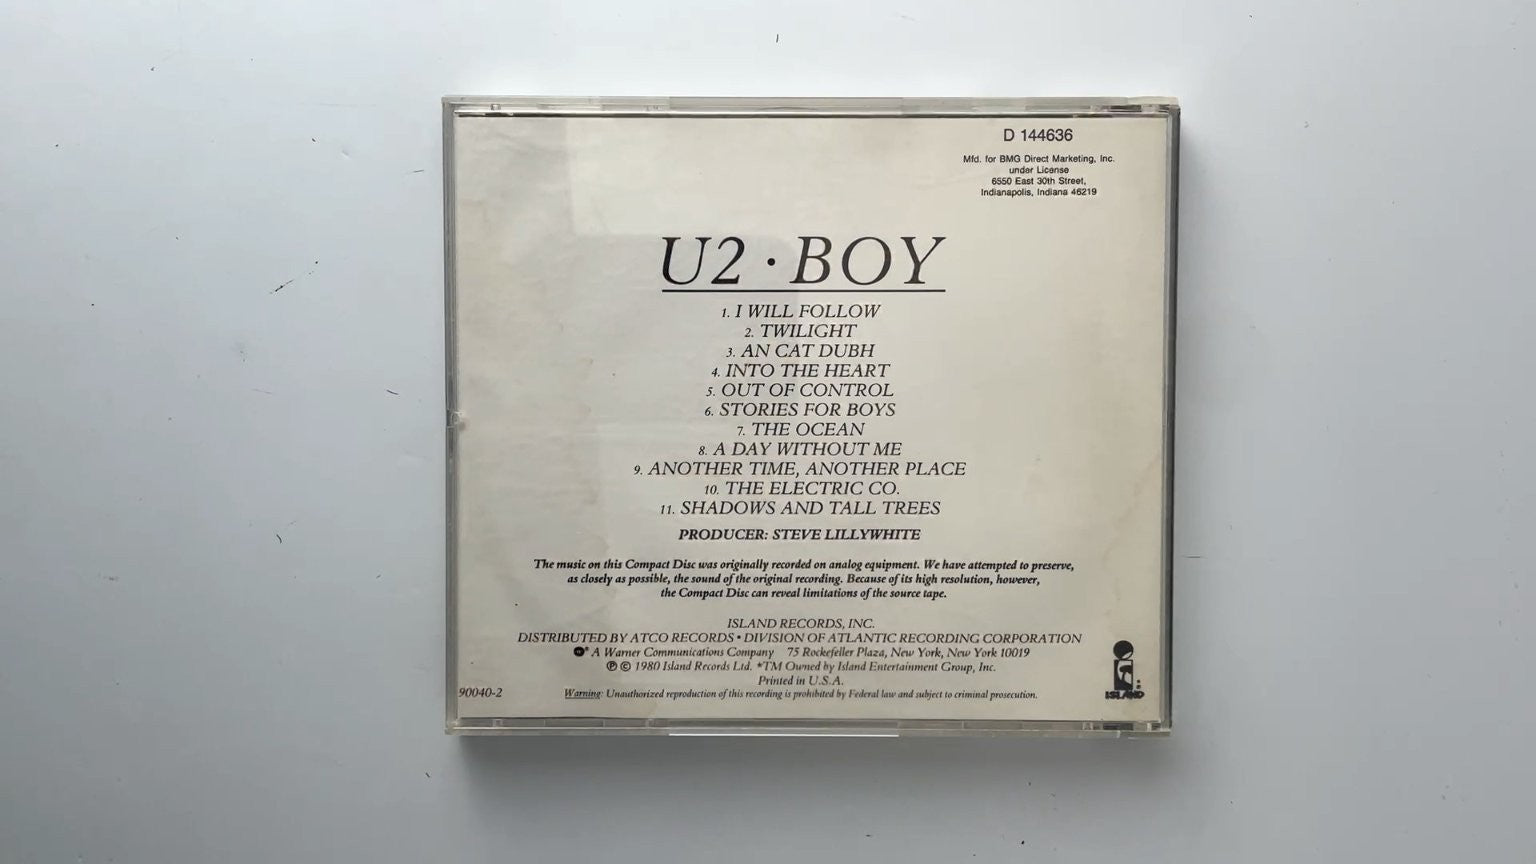 D 144636
Mfd. for BMG Direct Marketing, Inc.
under License
6550 East 30th Street,
Indianapolis, Indiana 46219
U2 · BOY
1. I WILL FOLLOW
2. TWILIGHT
3. AN CAT DUBH
4. INTO THE HEART
5. OUT OF CONTROL
6. STORIES FOR BOYS
7. THE OCEAN
8. A DAY WITHOUT ME
9. ANOTHER TIME, ANOTHER PLACE
10. THE ELECTRIC CO.
11. SHADOWS AND TALL TREES
PRODUCER: STEVE LILLYWHITE
The music on this Compact Disc was originally recorded on analog equipment. We have attempted to preserve,
as closely as possible, the sound of the original recording. Because of its high resolution, however,
the Compact Disc can reveal limitations of the source tape.
ISLAND RECORDS, INC.
DISTRIBUTED BY ATCO RECORDS • DIVISION OF ATLANTIC RECORDING CORPORATION
A Warner Communications Company 75 Rockefeller Plaza, New York, New York 10019
℗ © 1980 Island Records Ltd. *TM Owned by Island Entertainment Group, Inc.
Printed in U.S.A.
Warning: Unauthorized reproduction of this recording is prohibited by Federal law and subject to criminal prosecution.
90040-2
ISLAND